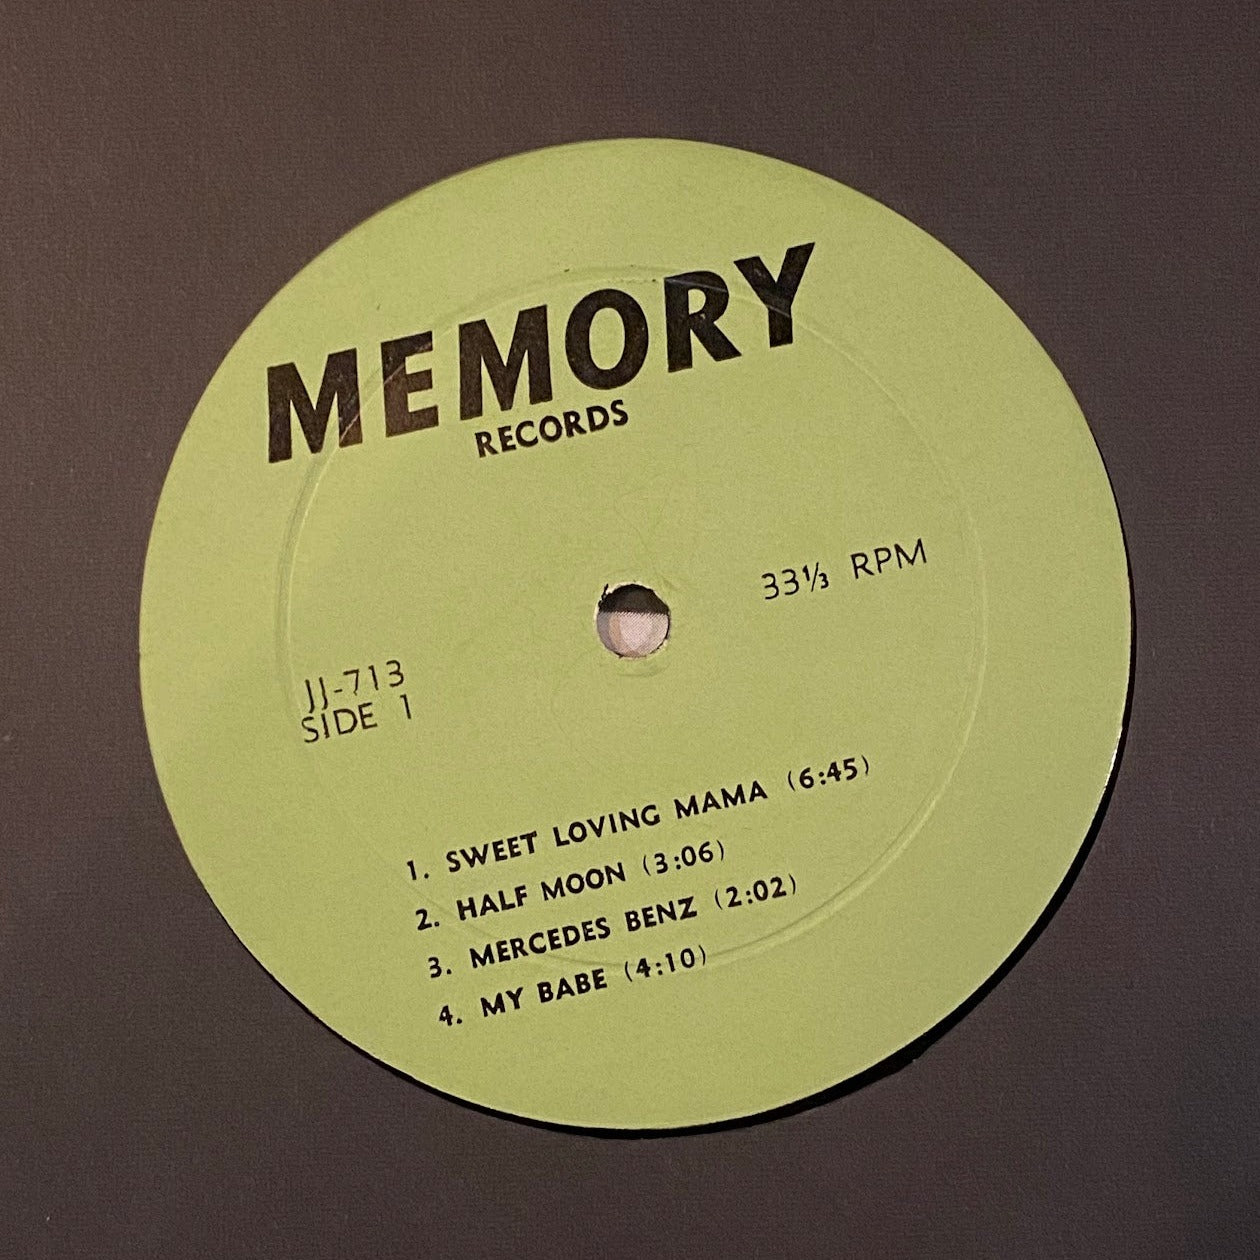 MEMORY
RECORDS
33⅓ RPM
JJ-713
SIDE 1
1. SWEET LOVING MAMA (6:45)
2. HALF MOON (3:06)
3. MERCEDES BENZ (2:02)
4. MY BABE (4:10)